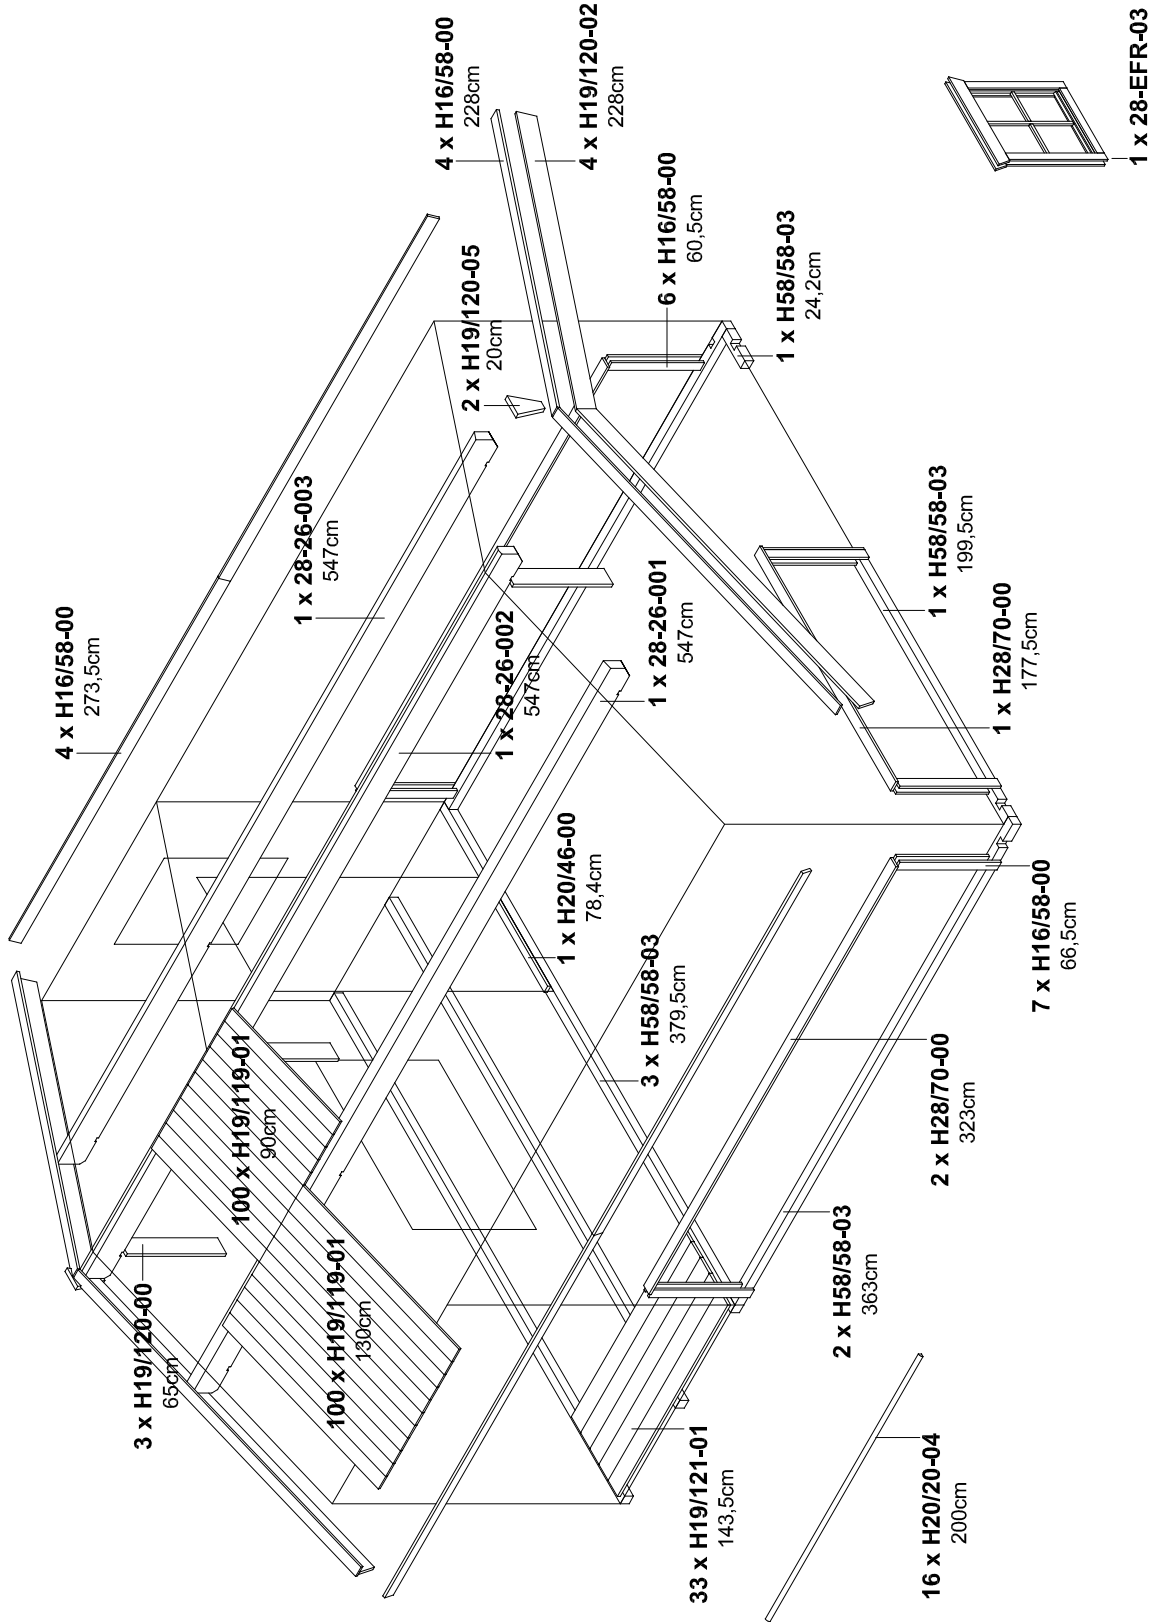 4 x H16/58-00
228cm
4 x H19/120-02
228cm
1 x 28-EFR-03
2 x H19/120-05
20cm
6 x H16/58-00
60,5cm
1 x H58/58-03
24,2cm
1 x 28-26-003
547cm
4 x H16/58-00
273,5cm
1 x 28-26-002
547cm
1 x 28-26-001
547cm
1 x H58/58-03
199,5cm
1 x H28/70-00
177,5cm
1 x H20/46-00
78,4cm
3 x H58/58-03
379,5cm
7 x H16/58-00
66,5cm
2 x H28/70-00
323cm
100 x H19/119-01
90cm
100 x H19/119-01
130cm
3 x H19/120-00
65cm
2 x H58/58-03
363cm
33 x H19/121-01
143,5cm
16 x H20/20-04
200cm